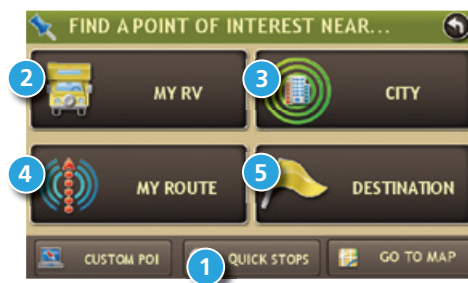 FIND A POINT OF INTEREST NEAR...
2 MY RV
3 CITY
4 MY ROUTE
5 DESTINATION
CUSTOM POI
1 QUICK STOPS
GO TO MAP